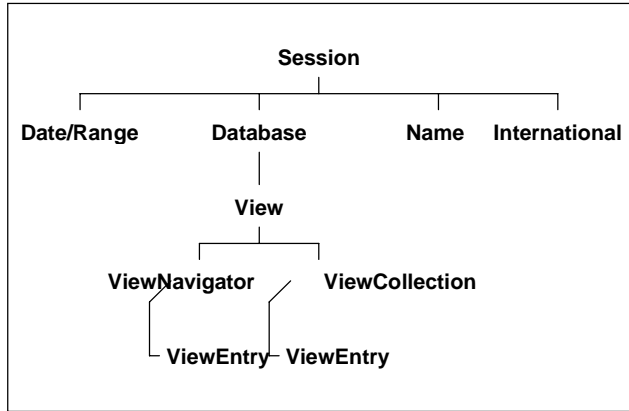 Session
Date/Range Database Name International
View
ViewNavigator ViewCollection
ViewEntry ViewEntry